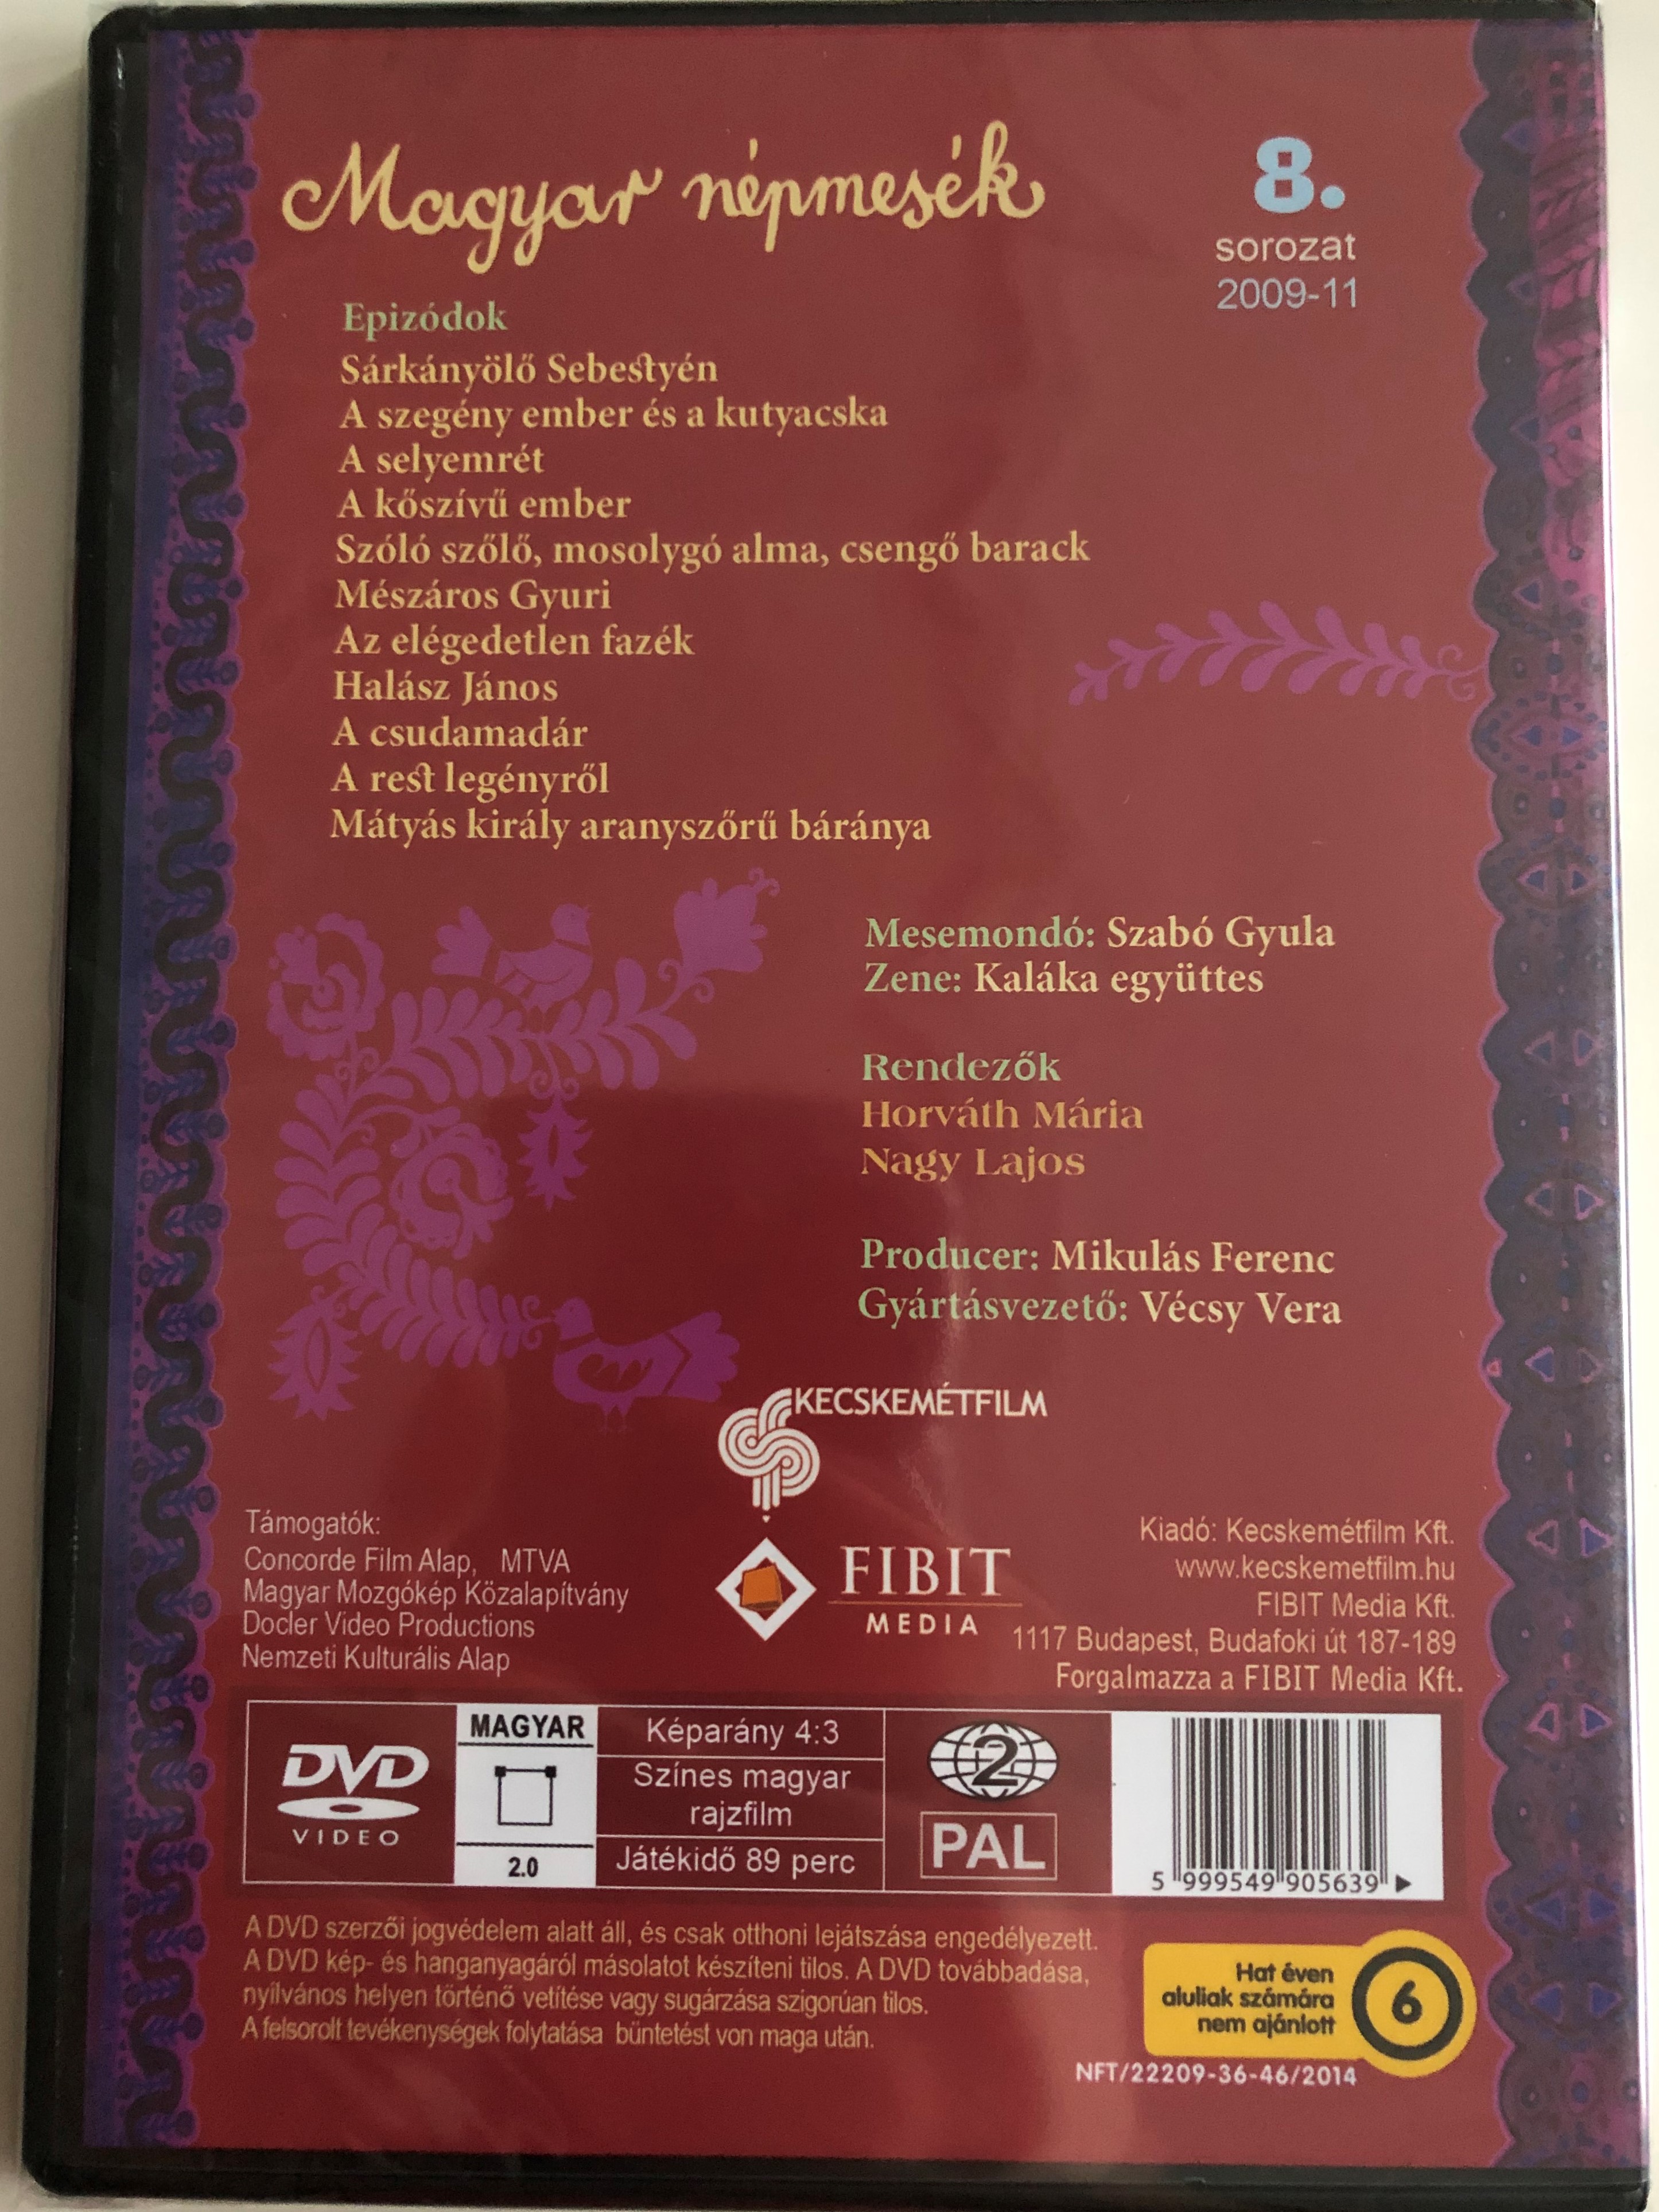 Magyar népmesék
8.
sorozat
2009-11
Epizódok
Sárkányölő Sebestyén
A szegény ember és a kutyacska
A selyemrét
A kőszívű ember
Szóló szőlő, mosolygó alma, csengő barack
Mészáros Gyuri
Az elégedetlen fazék
Halász János
A csudamadár
A rest legényről
Mátyás király aranyszőrű báránya
Mesemondó: Szabó Gyula
Zene: Kaláka együttes
Rendezők
Horváth Mária
Nagy Lajos
Producer: Mikulás Ferenc
Gyártásvezető: Vécsy Vera
KECSKEMÉTFILM
Támogatók:
Concorde Film Alap, MTVA
Magyar Mozgókép Közalapítvány
Docler Video Productions
Nemzeti Kulturális Alap
FIBIT
MEDIA
Kiadó: Kecskemétfilm Kft.
www.kecskemetfilm.hu
FIBIT Media Kft.
1117 Budapest, Budafoki út 187-189
Forgalmazza a FIBIT Media Kft.
DVD
VIDEO
MAGYAR
2.0
Képarány 4:3
Színes magyar
rajzfilm
Játékidő 89 perc
2
PAL
5 999549 905639
A DVD szerzői jogvédelem alatt áll, és csak otthoni lejátszása engedélyezett.
A DVD kép- és hanganyagáról másolatot készíteni tilos. A DVD továbbadása,
nyilvános helyen történő vetítése vagy sugárzása szigorúan tilos.
A felsorolt tevékenységek folytatása büntetést von maga után.
Hat éven
aluliak számára
nem ajánlott
6
NFT/22209-36-46/2014